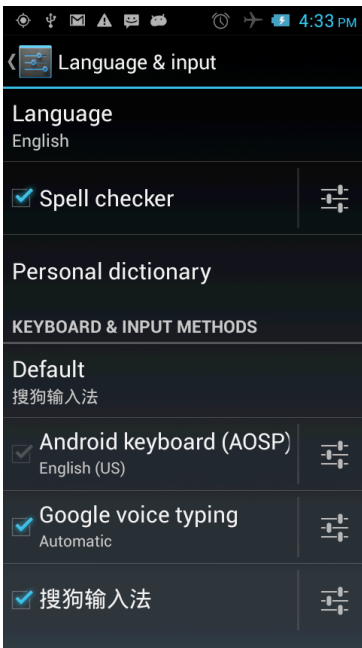 4:33 PM
Language & input
Language
English
Spell checker
Personal dictionary
KEYBOARD & INPUT METHODS
Default
搜狗输入法
Android keyboard (AOSP)
English (US)
Google voice typing
Automatic
搜狗输入法